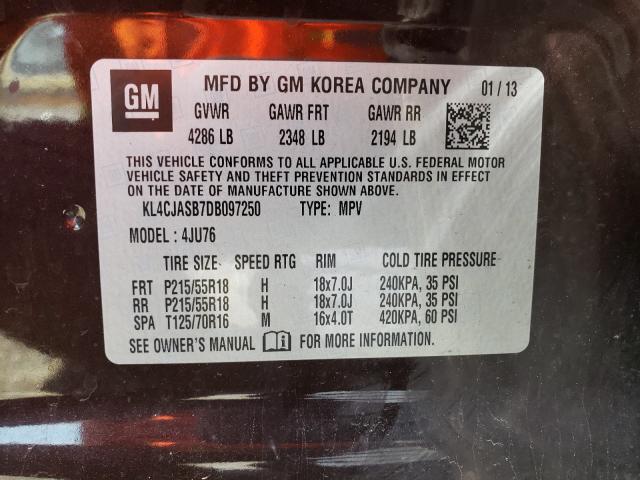 GM MFD BY GM KOREA COMPANY 01 / 13
GVWR GAWR FRT GAWR RR
4286 LB 2348 LB 2194 LB
THIS VEHICLE CONFORMS TO ALL APPLICABLE U.S. FEDERAL MOTOR
VEHICLE SAFETY AND THEFT PREVENTION STANDARDS IN EFFECT
ON THE DATE OF MANUFACTURE SHOWN ABOVE.
KL4CJASB7DB097250 TYPE: MPV
MODEL : 4JU76
TIRE SIZE SPEED RTG RIM COLD TIRE PRESSURE
FRT P215/55R18 H 18x7.0J 240KPA, 35 PSI
RR P215/55R18 H 18x7.0J 240KPA, 35 PSI
SPA T125/70R16 M 16x4.0T 420KPA, 60 PSI
SEE OWNER'S MANUAL FOR MORE INFORMATION.